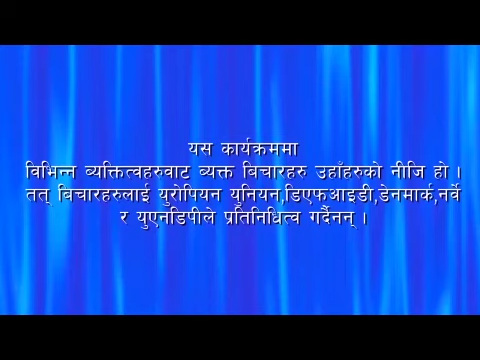 यस कार्यक्रममा
विभिन्न ब्यक्तित्वहरुवाट ब्यक्त बिचारहरु उहाँहरुको नीजि हो ।
तत् बिचारहरुलाई युरोपियन युनियन,डिएफआइडी,डेनमार्क,नर्वे
र युएनडिपीले प्रतिनिधित्व गर्दैनन् ।